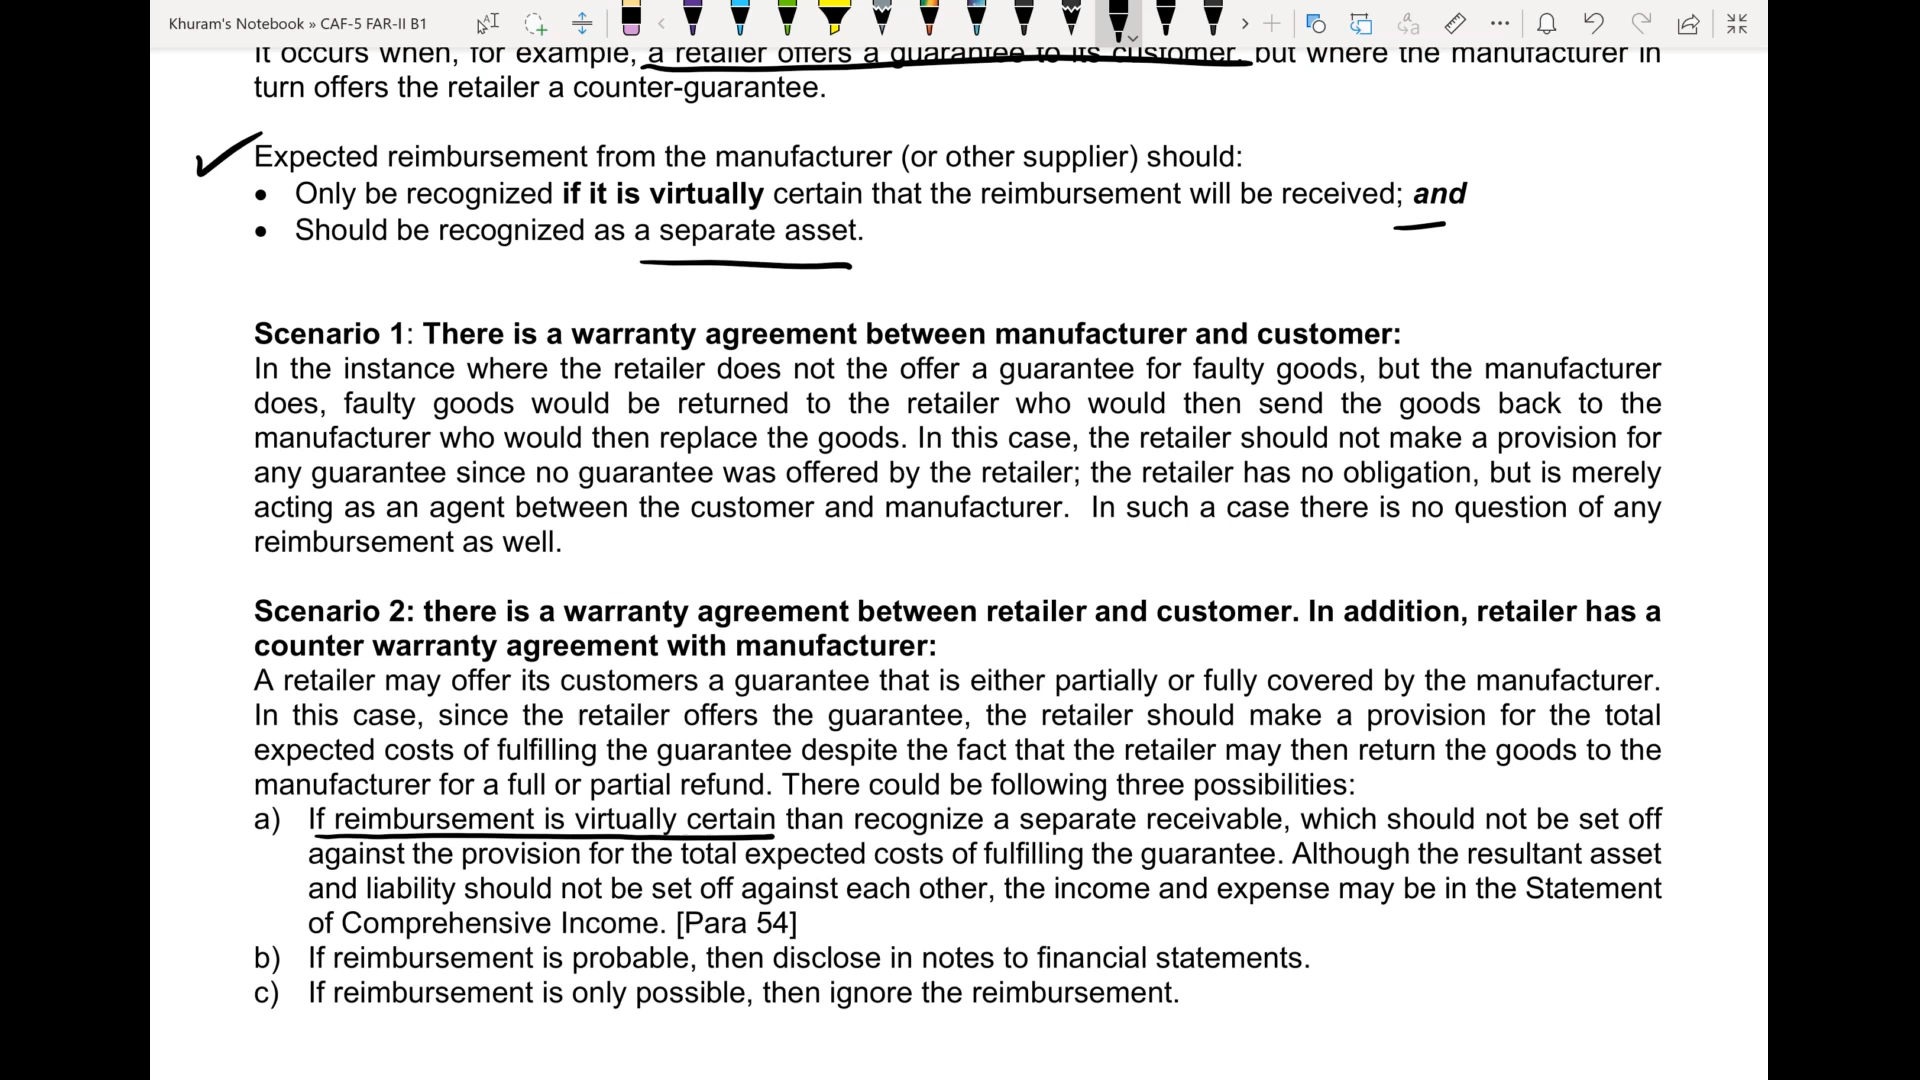 Khuram's Notebook » CAF-5 FAR-II B1
It occurs when, for example, a retailer offers a guarantee to its customer, but where the manufacturer in
turn offers the retailer a counter-guarantee.
Expected reimbursement from the manufacturer (or other supplier) should:
• Only be recognized if it is virtually certain that the reimbursement will be received; and
• Should be recognized as a separate asset.
Scenario 1: There is a warranty agreement between manufacturer and customer:
In the instance where the retailer does not the offer a guarantee for faulty goods, but the manufacturer
does, faulty goods would be returned to the retailer who would then send the goods back to the
manufacturer who would then replace the goods. In this case, the retailer should not make a provision for
any guarantee since no guarantee was offered by the retailer; the retailer has no obligation, but is merely
acting as an agent between the customer and manufacturer. In such a case there is no question of any
reimbursement as well.
Scenario 2: there is a warranty agreement between retailer and customer. In addition, retailer has a
counter warranty agreement with manufacturer:
A retailer may offer its customers a guarantee that is either partially or fully covered by the manufacturer.
In this case, since the retailer offers the guarantee, the retailer should make a provision for the total
expected costs of fulfilling the guarantee despite the fact that the retailer may then return the goods to the
manufacturer for a full or partial refund. There could be following three possibilities:
a) If reimbursement is virtually certain than recognize a separate receivable, which should not be set off
against the provision for the total expected costs of fulfilling the guarantee. Although the resultant asset
and liability should not be set off against each other, the income and expense may be in the Statement
of Comprehensive Income. [Para 54]
b) If reimbursement is probable, then disclose in notes to financial statements.
c) If reimbursement is only possible, then ignore the reimbursement.